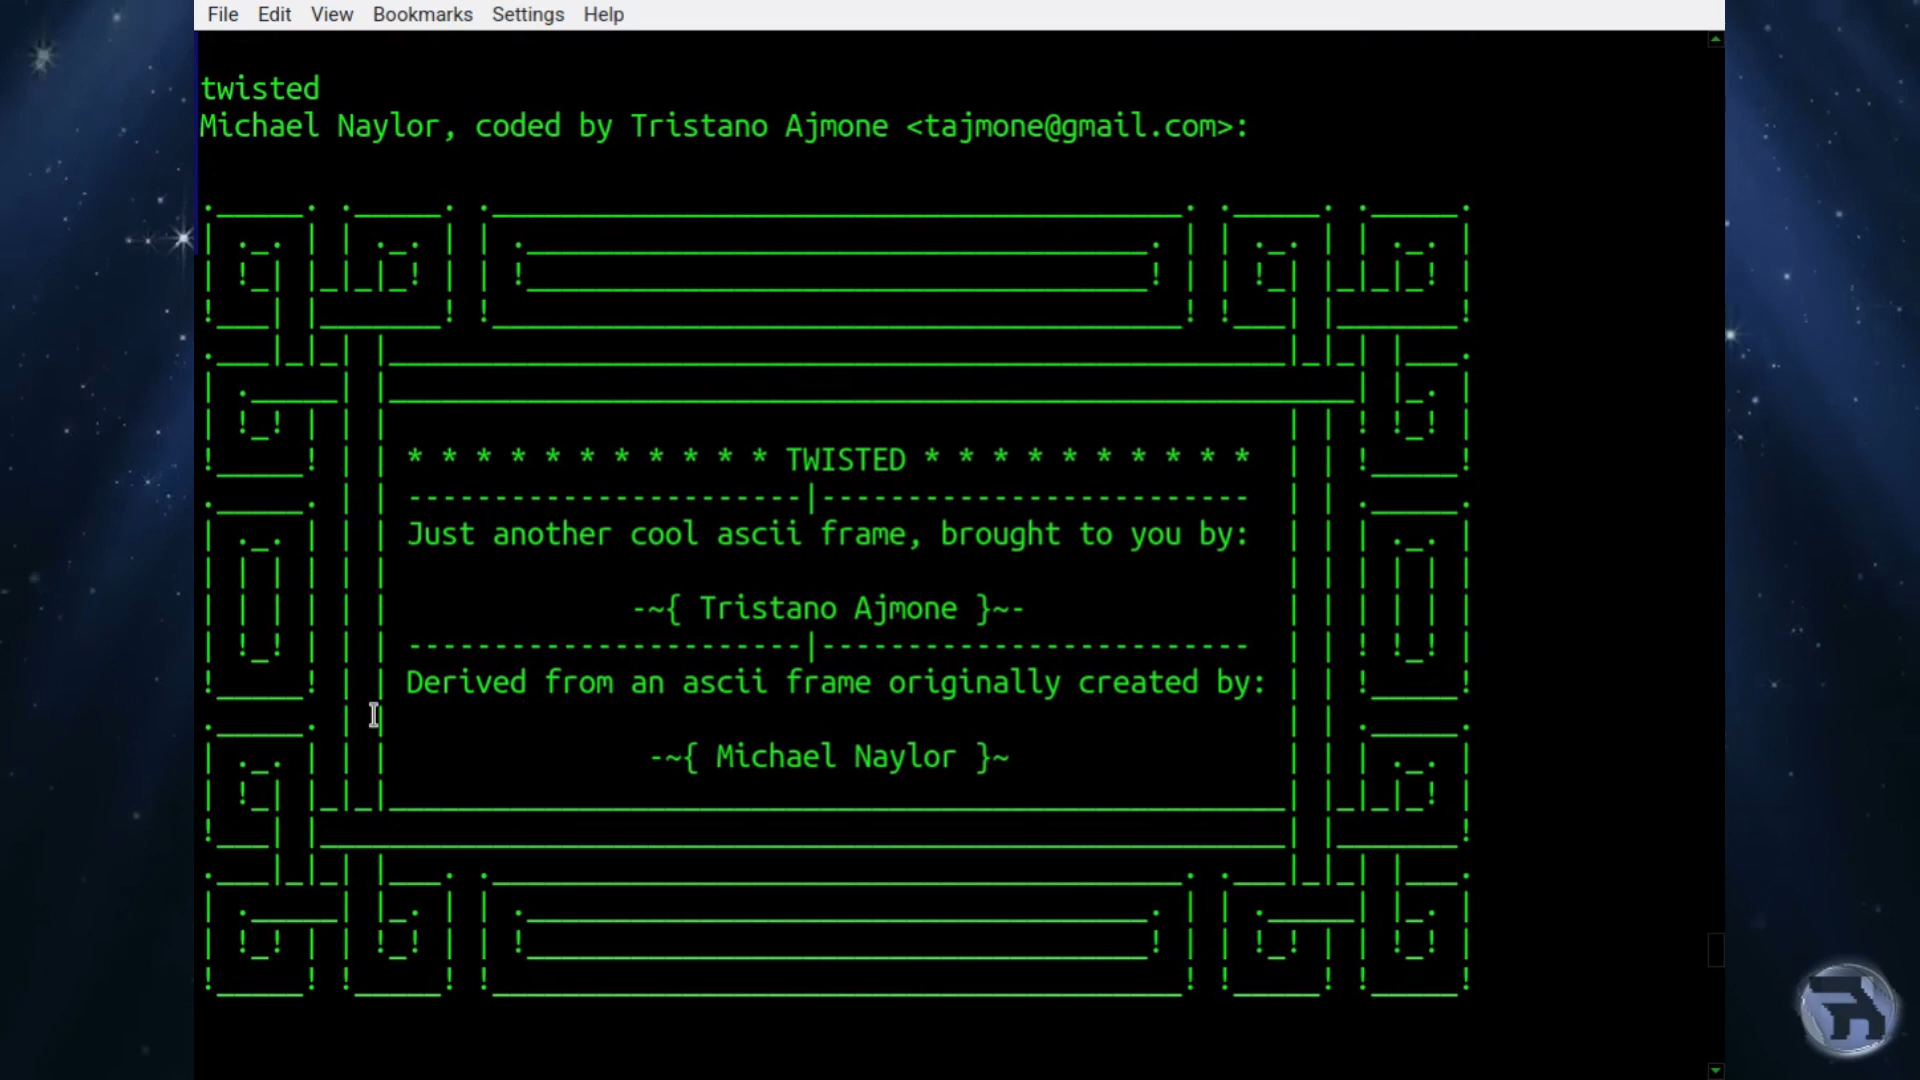 File Edit View Bookmarks Settings Help
twisted
Michael Naylor, coded by Tristano Ajmone <tajmone@gmail.com>:
* * * * * * * * * * * TWISTED * * * * * * * * * *
-----------------------|-------------------------
Just another cool ascii frame, brought to you by:
-~{ Tristano Ajmone }~-
-----------------------|-------------------------
Derived from an ascii frame originally created by:
-~{ Michael Naylor }~